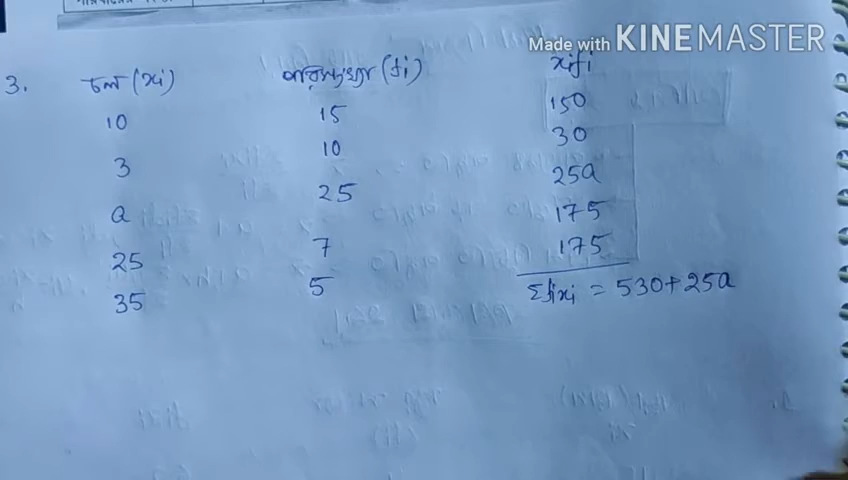 Made with KINEMASTER
3. চল (xi) পরিসংখ্যা (fi) xifi
10 15 150
3 10 30
a 25 25a
25 7 175
35 5 175
Σfixi = 530+25a